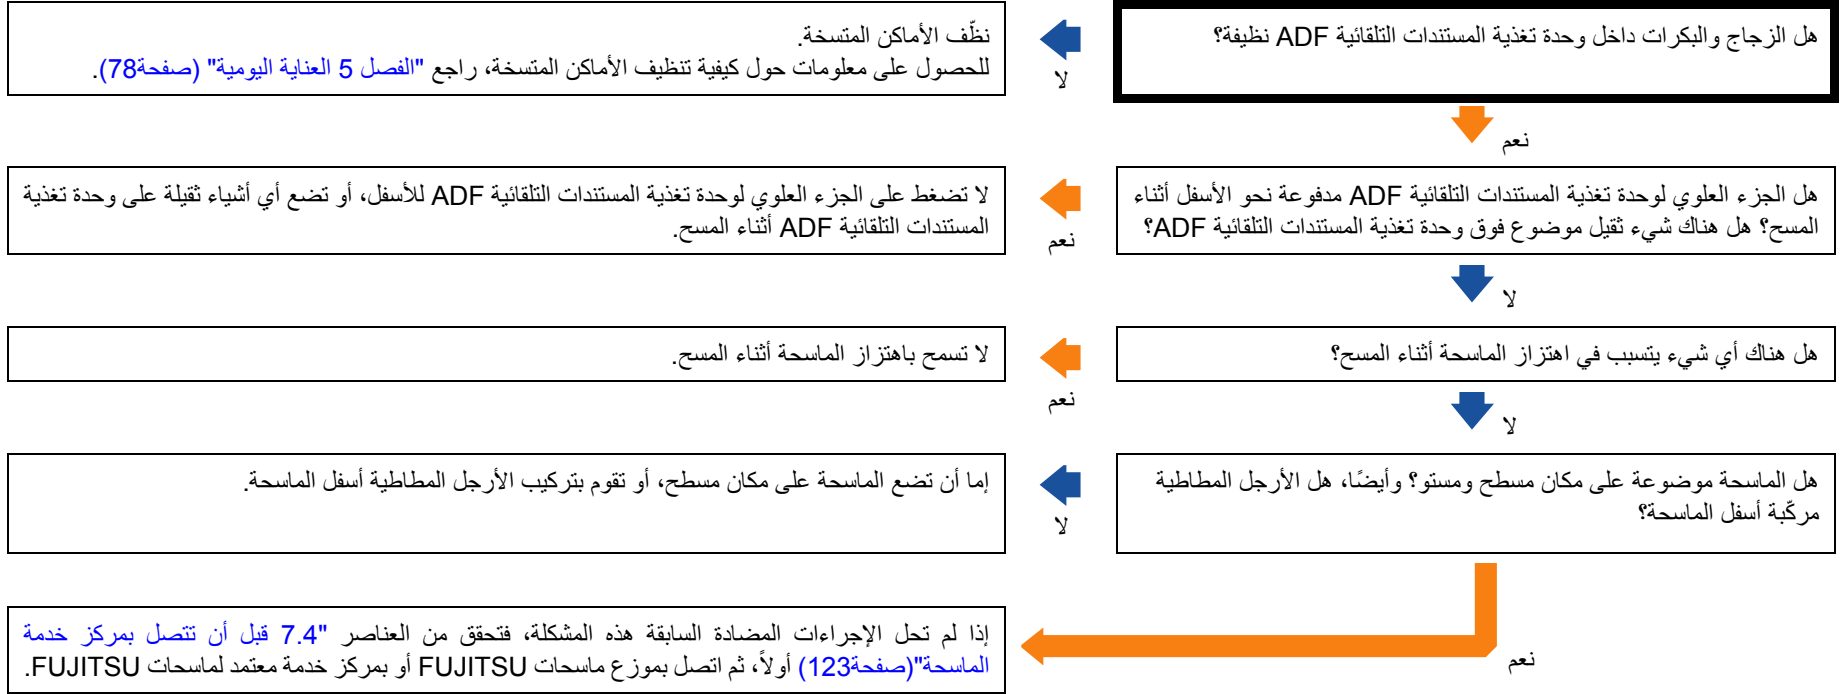 هل الزجاج والبكرات داخل وحدة تغذية المستندات التلقائية ADF نظيفة؟
لا
نظّف الأماكن المتسخة.
للحصول على معلومات حول كيفية تنظيف الأماكن المتسخة، راجع "الفصل 5 العناية اليومية" (صفحة78).
نعم
هل الجزء العلوي لوحدة تغذية المستندات التلقائية ADF مدفوعة نحو الأسفل أثناء
المسح؟ هل هناك شيء ثقيل موضوع فوق وحدة تغذية المستندات التلقائية ADF؟
نعم
لا تضغط على الجزء العلوي لوحدة تغذية المستندات التلقائية ADF للأسفل، أو تضع أي أشياء ثقيلة على وحدة تغذية
المستندات التلقائية ADF أثناء المسح.
لا
هل هناك أي شيء يتسبب في اهتزاز الماسحة أثناء المسح؟
نعم
لا تسمح باهتزاز الماسحة أثناء المسح.
لا
هل الماسحة موضوعة على مكان مسطح ومستو؟ وأيضًا، هل الأرجل المطاطية
مركّبة أسفل الماسحة؟
لا
إما أن تضع الماسحة على مكان مسطح، أو تقوم بتركيب الأرجل المطاطية أسفل الماسحة.
نعم
إذا لم تحل الإجراءات المضادة السابقة هذه المشكلة، فتحقق من العناصر "7.4 قبل أن تتصل بمركز خدمة
الماسحة"(صفحة123) أولاً، ثم اتصل بموزع ماسحات FUJITSU أو بمركز خدمة معتمد لماسحات FUJITSU.